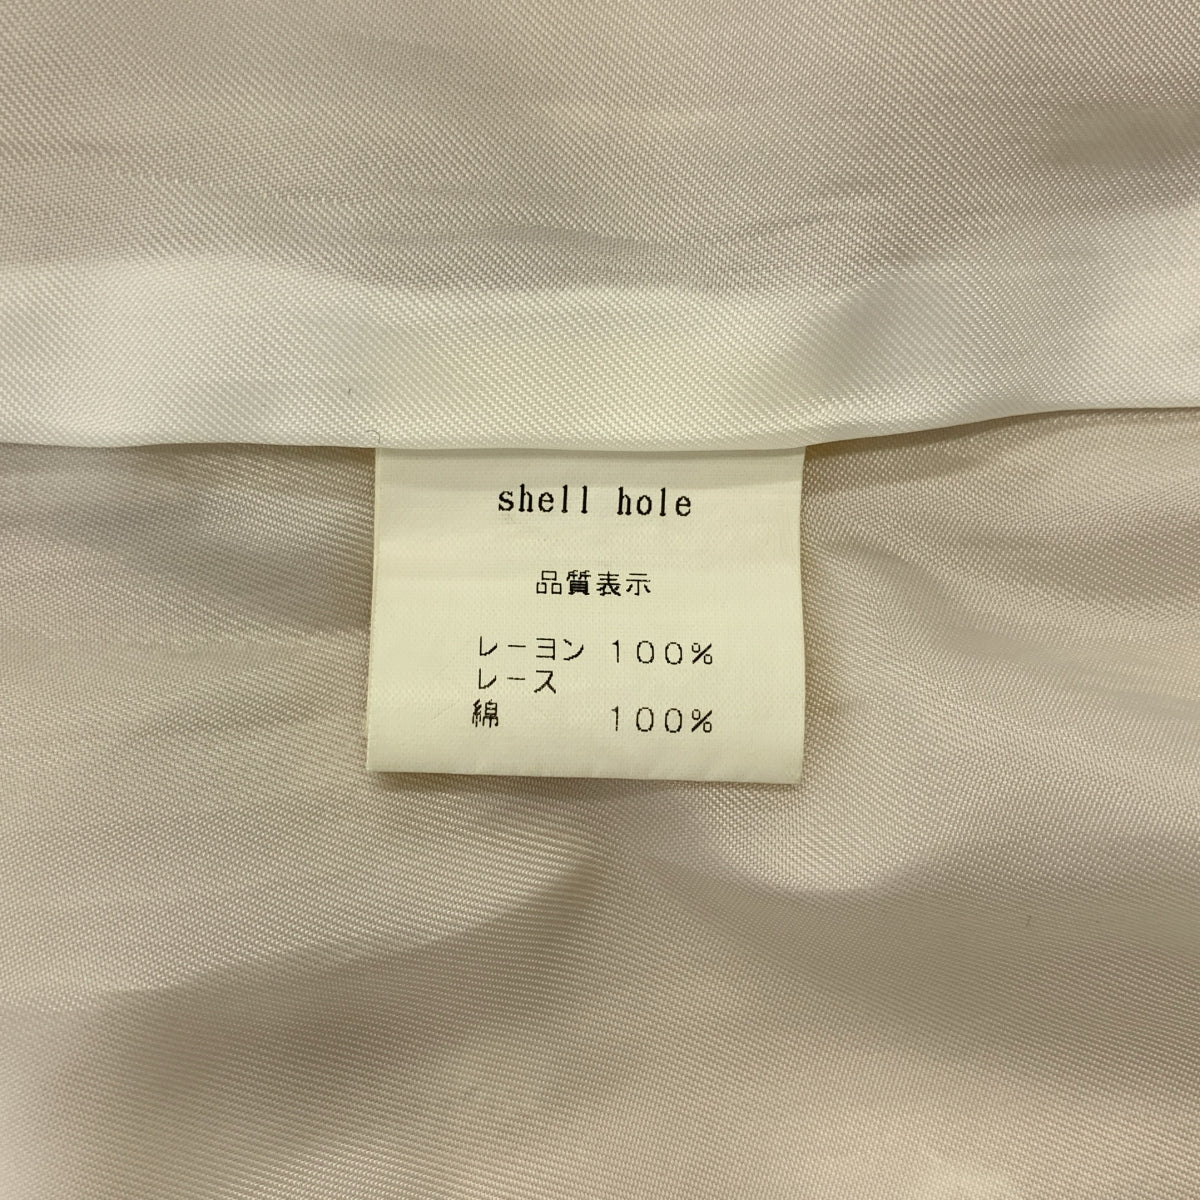 shell hole
品質表示
レーヨン 100%
レース
綿 100%